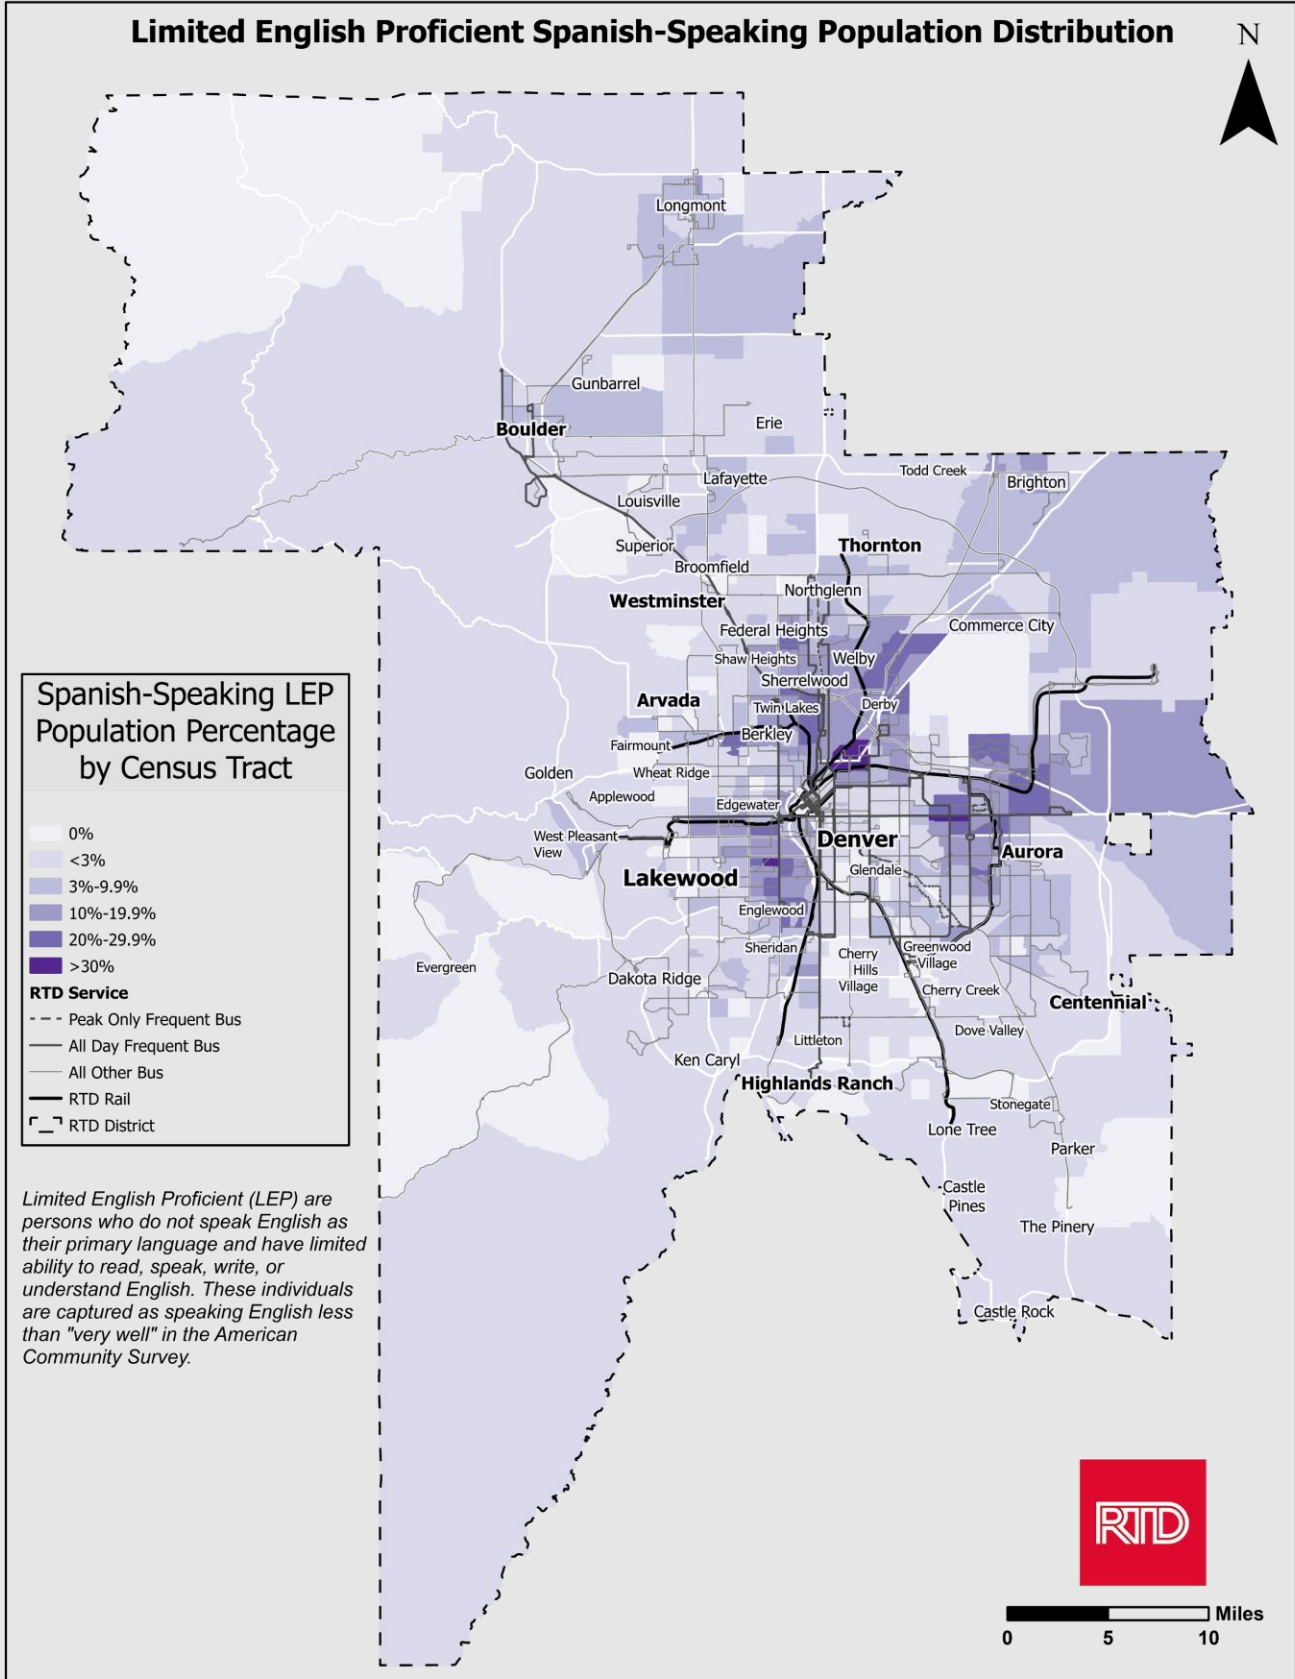 Limited English Proficient Spanish-Speaking Population Distribution
N
Longmont
Gunbarrel
Boulder
Erie
Lafayette
Todd Creek
Brighton
Louisville
Superior
Thornton
Broomfield
Northglenn
Westminster
Federal Heights
Commerce City
Shaw Heights
Welby
Sherrelwood
Arvada
Twin Lakes
Derby
Fairmount
Berkley
Golden
Wheat Ridge
Applewood
Edgewater
West Pleasant
View
Denver
Aurora
Lakewood
Glendale
Englewood
Sheridan
Cherry
Hills
Village
Greenwood
Village
Evergreen
Dakota Ridge
Cherry Creek
Centennial
Dove Valley
Littleton
Ken Caryl
Highlands Ranch
Stonegate
Lone Tree
Parker
Castle
Pines
The Pinery
Castle Rock
Spanish-Speaking LEP
Population Percentage
by Census Tract
0%
<3%
3%-9.9%
10%-19.9%
20%-29.9%
>30%
RTD Service
Peak Only Frequent Bus
All Day Frequent Bus
All Other Bus
RTD Rail
RTD District
Limited English Proficient (LEP) are
persons who do not speak English as
their primary language and have limited
ability to read, speak, write, or
understand English. These individuals
are captured as speaking English less
than "very well" in the American
Community Survey.
RTD
Miles
0 5 10